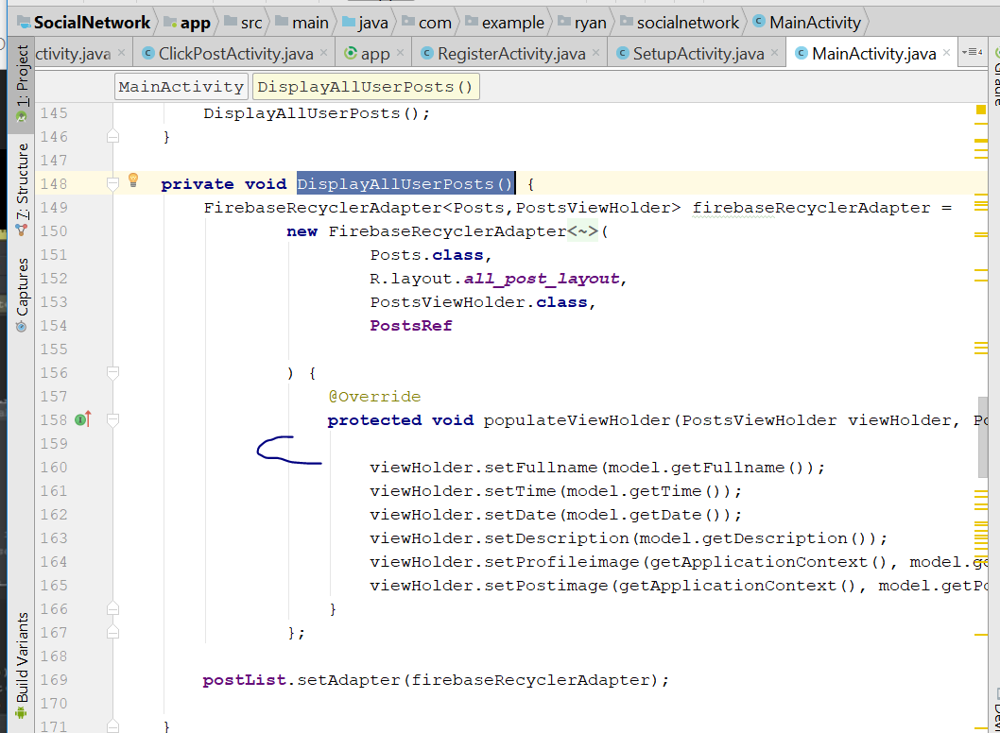 SocialNetwork app src main java com example ryan socialnetwork MainActivity
ctivity.java ClickPostActivity.java app RegisterActivity.java SetupActivity.java MainActivity.java 4
MainActivity DisplayAllUserPosts()
1: Project
7: Structure
Captures
Build Variants
Gradle
145 DisplayAllUserPosts();
146 }
147
148 private void DisplayAllUserPosts() {
149 FirebaseRecyclerAdapter<Posts,PostsViewHolder> firebaseRecyclerAdapter =
150 new FirebaseRecyclerAdapter<~>(
151 Posts.class,
152 R.layout.all_post_layout,
153 PostsViewHolder.class,
154 PostsRef
155
156 ) {
157 @Override
158 protected void populateViewHolder(PostsViewHolder viewHolder, Po
159
160 viewHolder.setFullname(model.getFullname());
161 viewHolder.setTime(model.getTime());
162 viewHolder.setDate(model.getDate());
163 viewHolder.setDescription(model.getDescription());
164 viewHolder.setProfileimage(getApplicationContext(), model.ge
165 viewHolder.setPostimage(getApplicationContext(), model.getPo
166 }
167 };
168
169 postList.setAdapter(firebaseRecyclerAdapter);
170
171 }